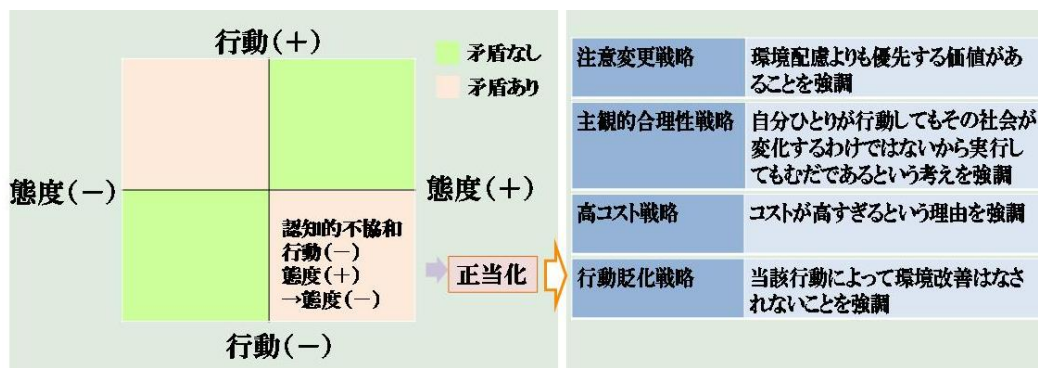 行動(+)
矛盾なし
矛盾あり
態度(-)
態度(+)
認知的不協和
行動(-)
態度(+)
→態度(-)
行動(-)
正当化
注意変更戦略
環境配慮よりも優先する価値があ
ることを強調
主観的合理性戦略
自分ひとりが行動してもその社会が
変化するわけではないから実行し
てもむだであるという考えを強調
高コスト戦略
コストが高すぎるという理由を強調
行動貶化戦略
当該行動によって環境改善はなさ
れないことを強調